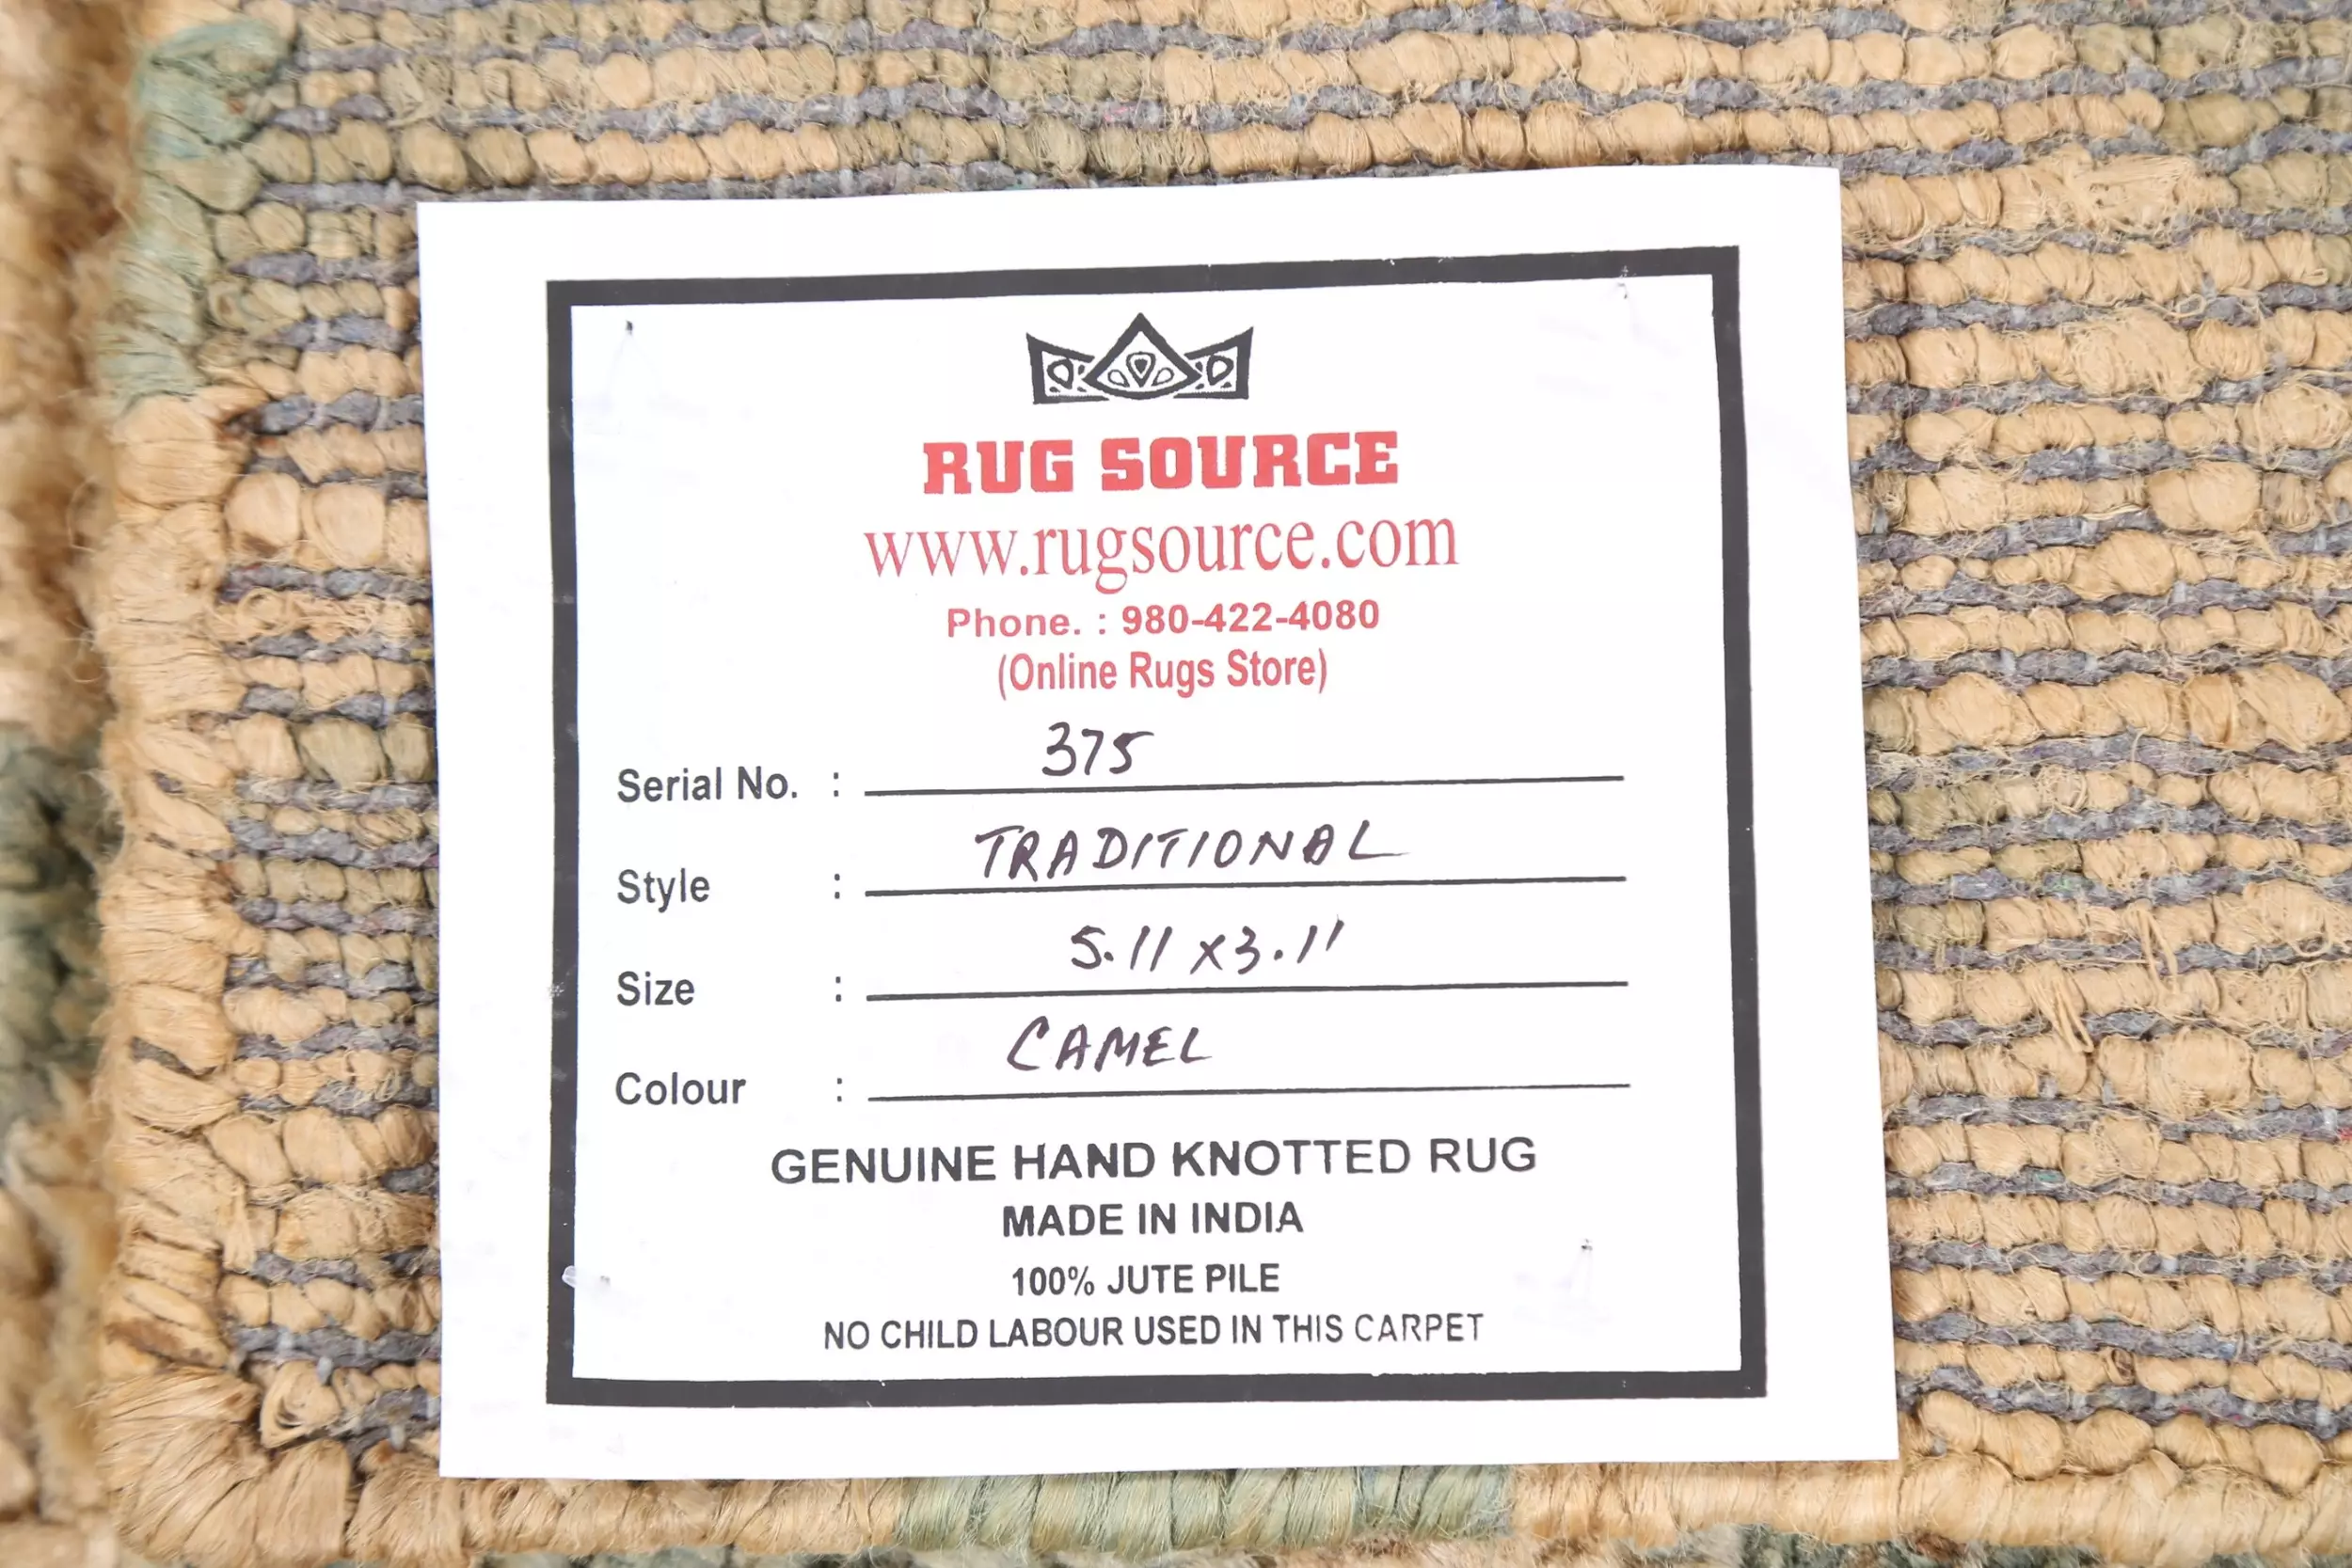 RUG SOURCE
www.rugsource.com
Phone. : 980-422-4080
(Online Rugs Store)
Serial No. : 375
Style : TRADITIONAL
Size : 5.11 x 3.11
Colour : CAMEL
GENUINE HAND KNOTTED RUG
MADE IN INDIA
100% JUTE PILE
NO CHILD LABOUR USED IN THIS CARPET